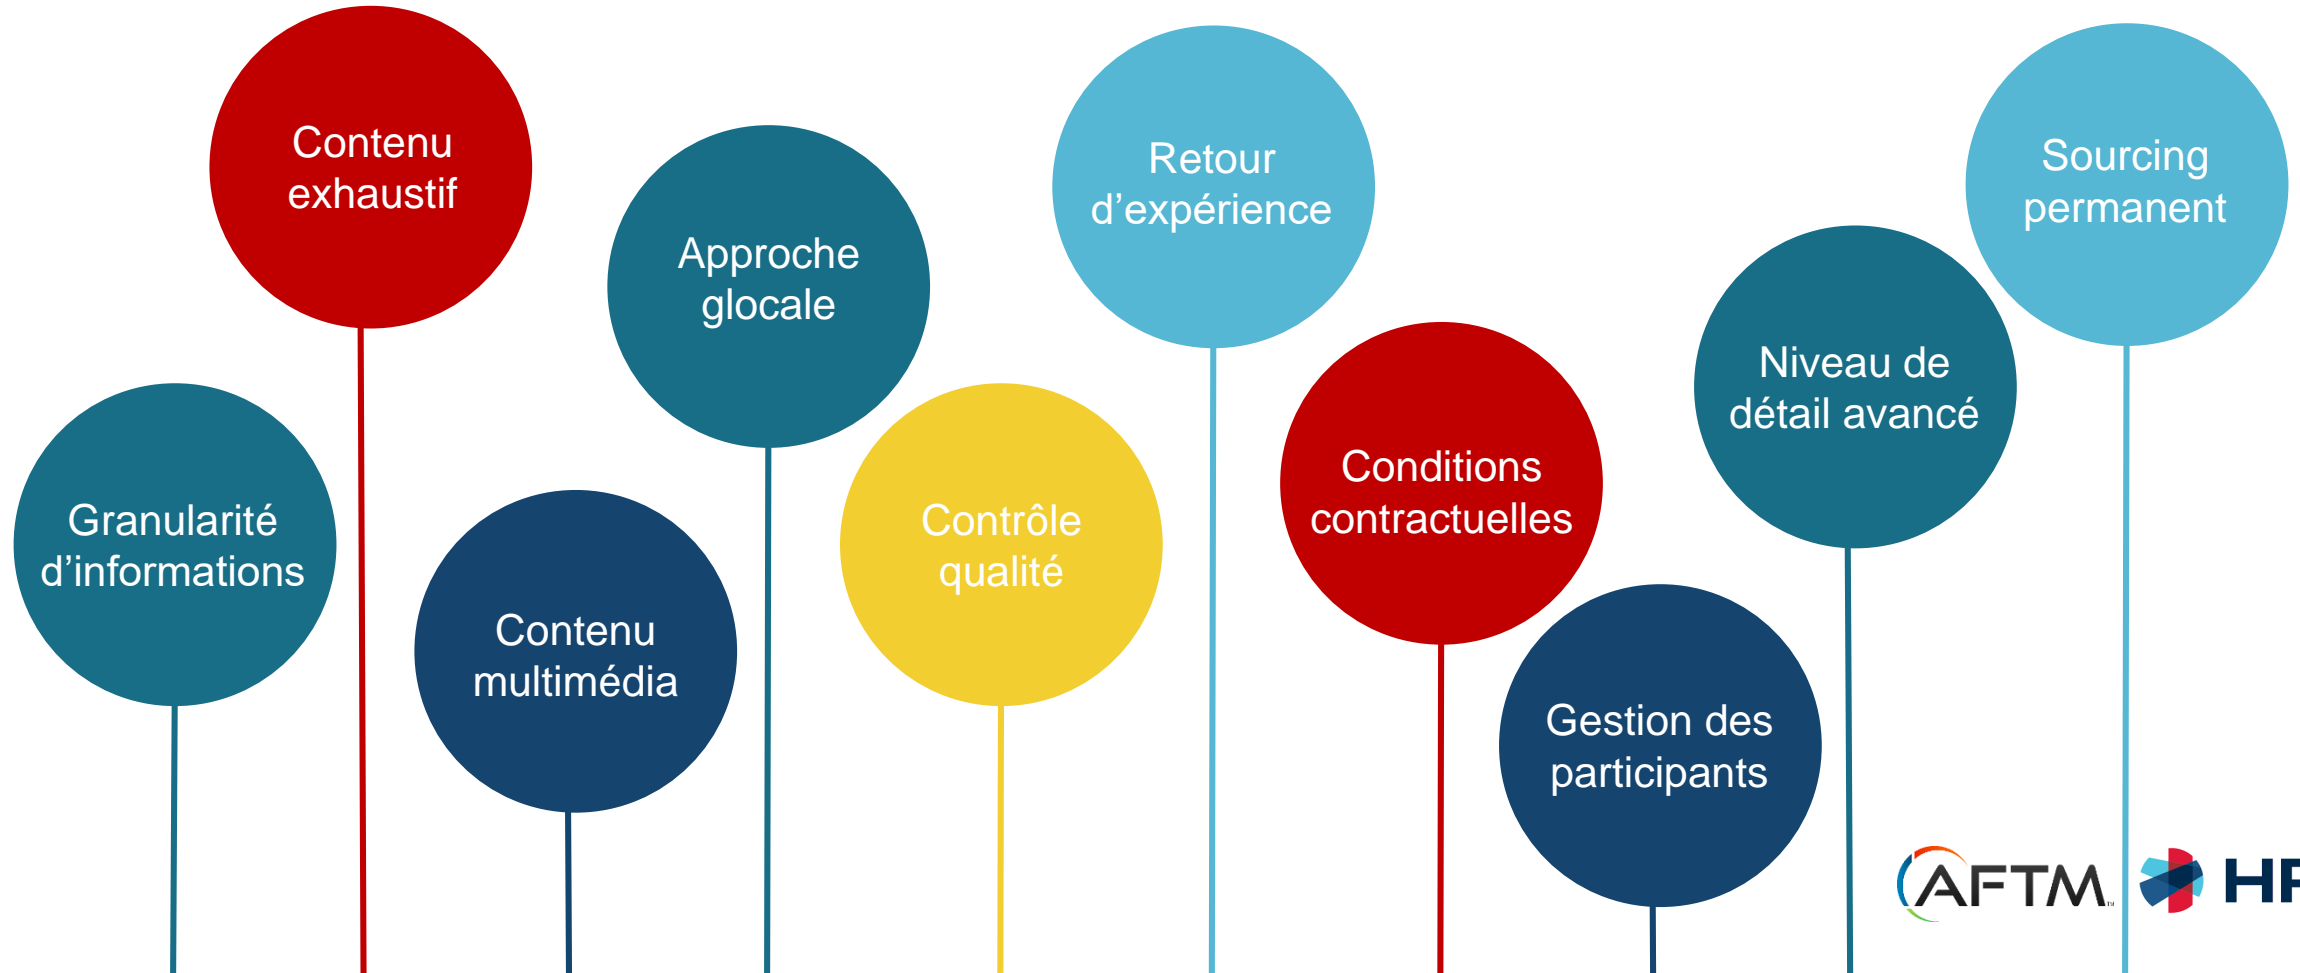 Contenu
exhaustif
Approche
glocale
Retour
d’expérience
Sourcing
permanent
Granularité
d’informations
Contenu
multimédia
Contrôle
qualité
Conditions
contractuelles
Niveau de
détail avancé
Gestion des
participants
AFTM